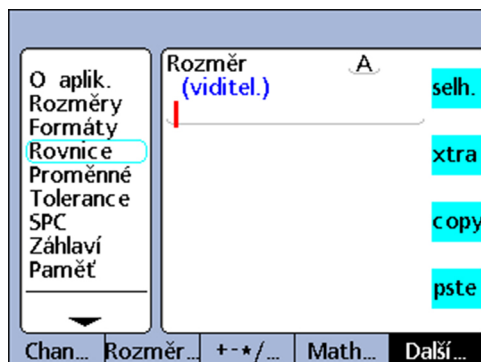 O aplik.
Rozměry
Formáty
Rovnice
Proměnné
Tolerance
SPC
Záhlaví
Paměť
Rozměr A
(viditel.)
selh.
xtra
copy
pste
Chan... Rozměr... +-*/... Math... Další...